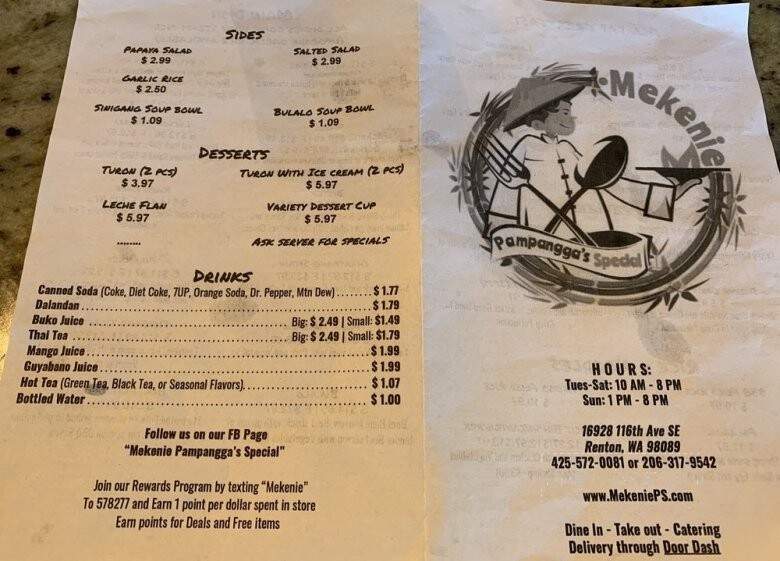 SIDES
PAPAYA SALAD
$ 2.99
SALTED SALAD
$ 2.99
GARLIC RICE
$ 2.50
SINIGANG SOUP BOWL
$ 1.09
BULALO SOUP BOWL
$ 1.09
DESSERTS
TURON (2 PCS)
$ 3.97
TURON WITH ICE CREAM (2 PCS)
$ 5.97
LECHE FLAN
$ 5.97
VARIETY DESSERT CUP
$ 5.97
........
ASK SERVER FOR SPECIALS
DRINKS
Canned Soda (Coke, Diet Coke, 7UP, Orange Soda, Dr. Pepper, Mtn Dew) ........ $ 1.77
Dalandan ........ $ 1.79
Buko Juice ........ Big: $ 2.49 | Small: $1.49
Thai Tea ........ Big: $ 2.49 | Small: $1.79
Mango Juice ........ $ 1.99
Guyabano Juice ........ $ 1.99
Hot Tea (Green Tea, Black Tea, or Seasonal Flavors) ........ $ 1.07
Bottled Water ........ $ 1.00
Follow us on our FB Page
"Mekenie Pampangga's Special"
Join our Rewards Program by texting "Mekenie"
To 578277 and Earn 1 point per dollar spent in store
Earn points for Deals and Free items
Mekenie
Pampangga's Special
HOURS:
Tues-Sat: 10 AM - 8 PM
Sun: 1 PM - 8 PM
16928 116th Ave SE
Renton, WA 98089
425-572-0081 or 206-317-9542
www.MekeniePS.com
Dine In - Take out - Catering
Delivery through Door Dash